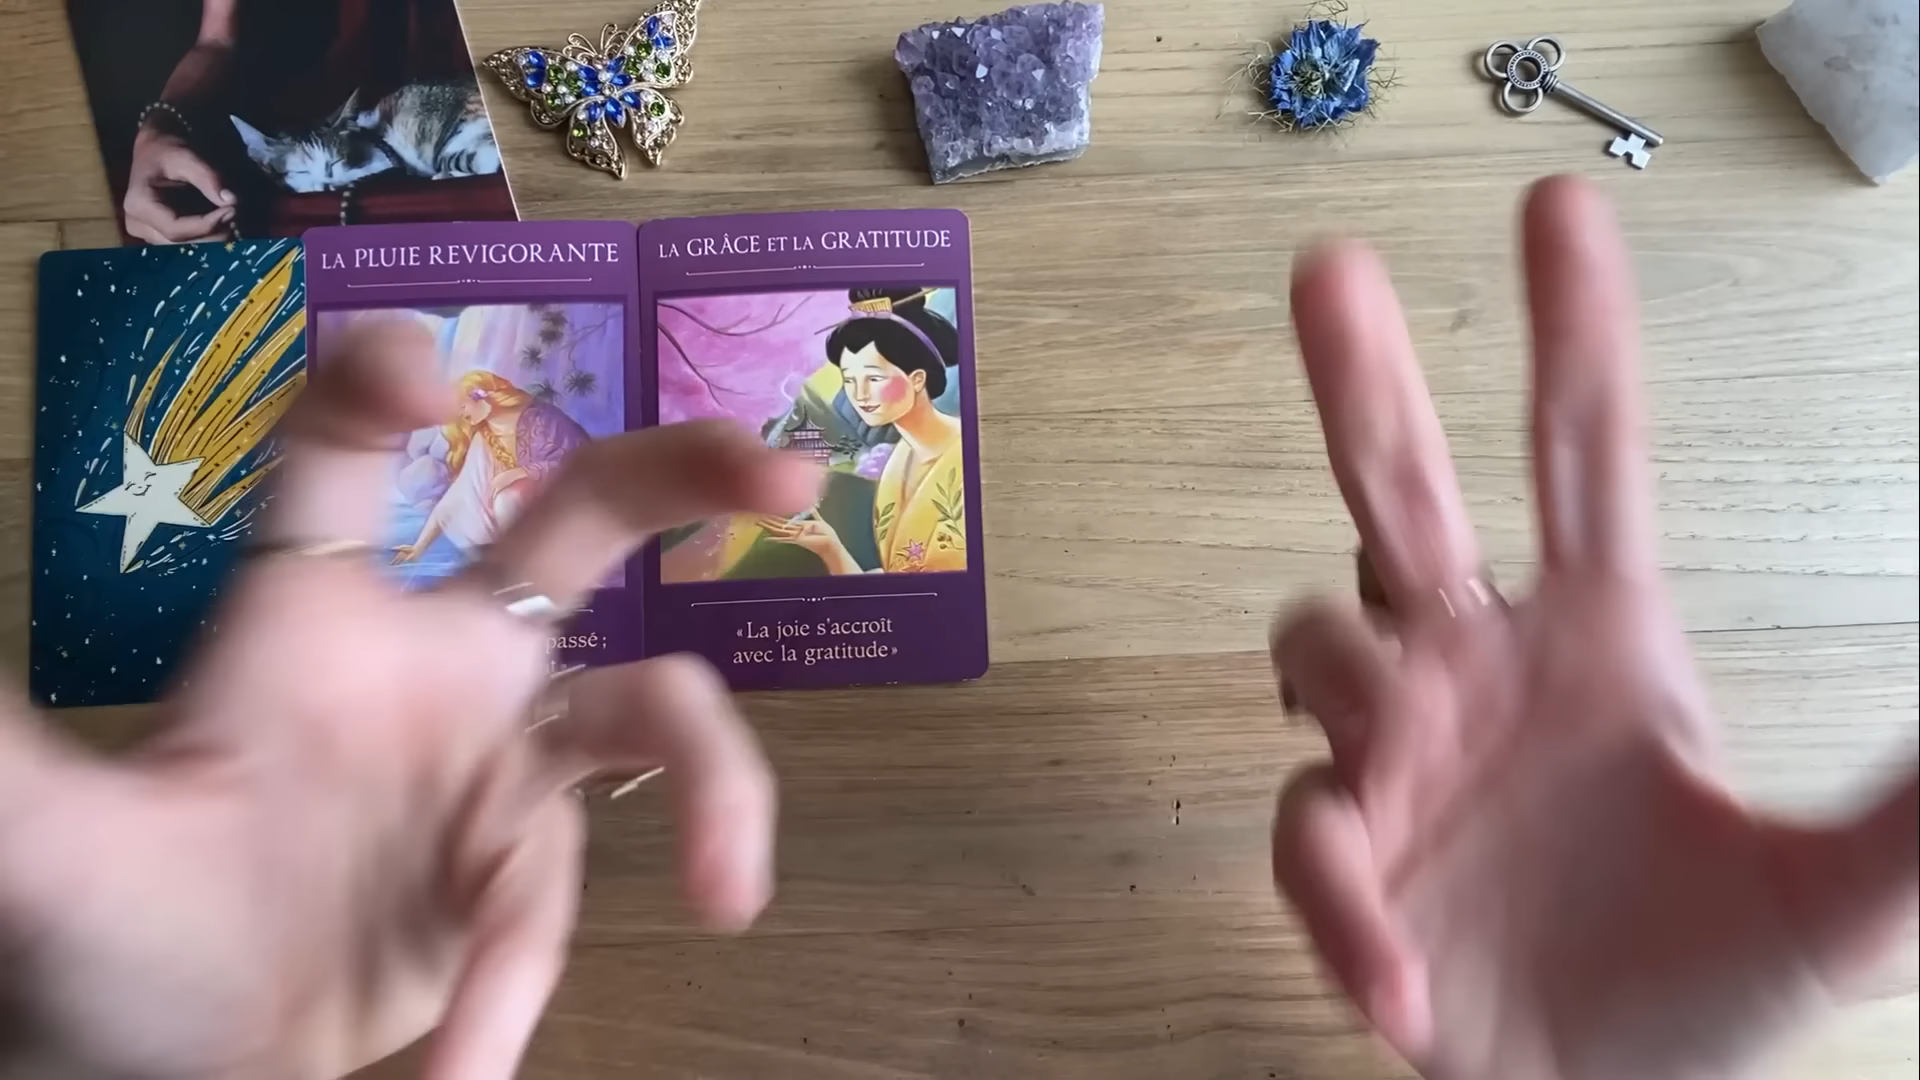 LA PLUIE REVIGORANTE
LA GRÂCE ET LA GRATITUDE
passé ;
«La joie s'accroît
avec la gratitude»